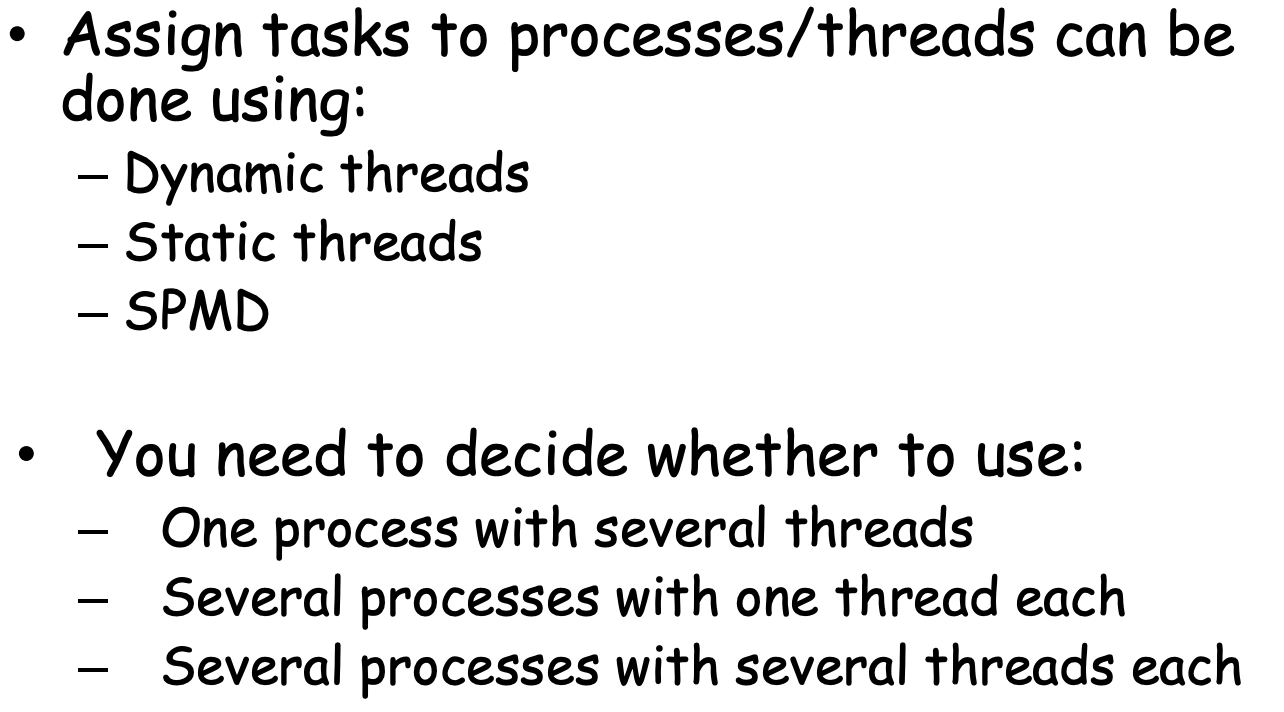 • Assign tasks to processes/threads can be
done using:
– Dynamic threads
– Static threads
– SPMD
• You need to decide whether to use:
– One process with several threads
– Several processes with one thread each
– Several processes with several threads each